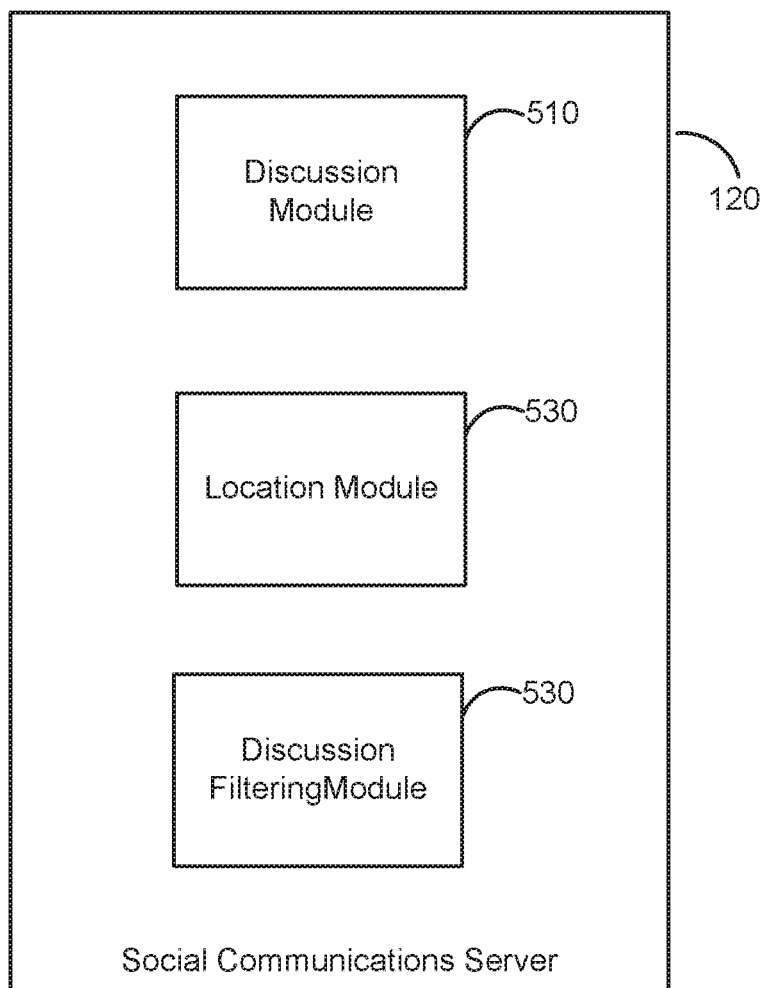 510
Discussion
Module
120
530
Location Module
530
Discussion
FilteringModule
Social Communications Server